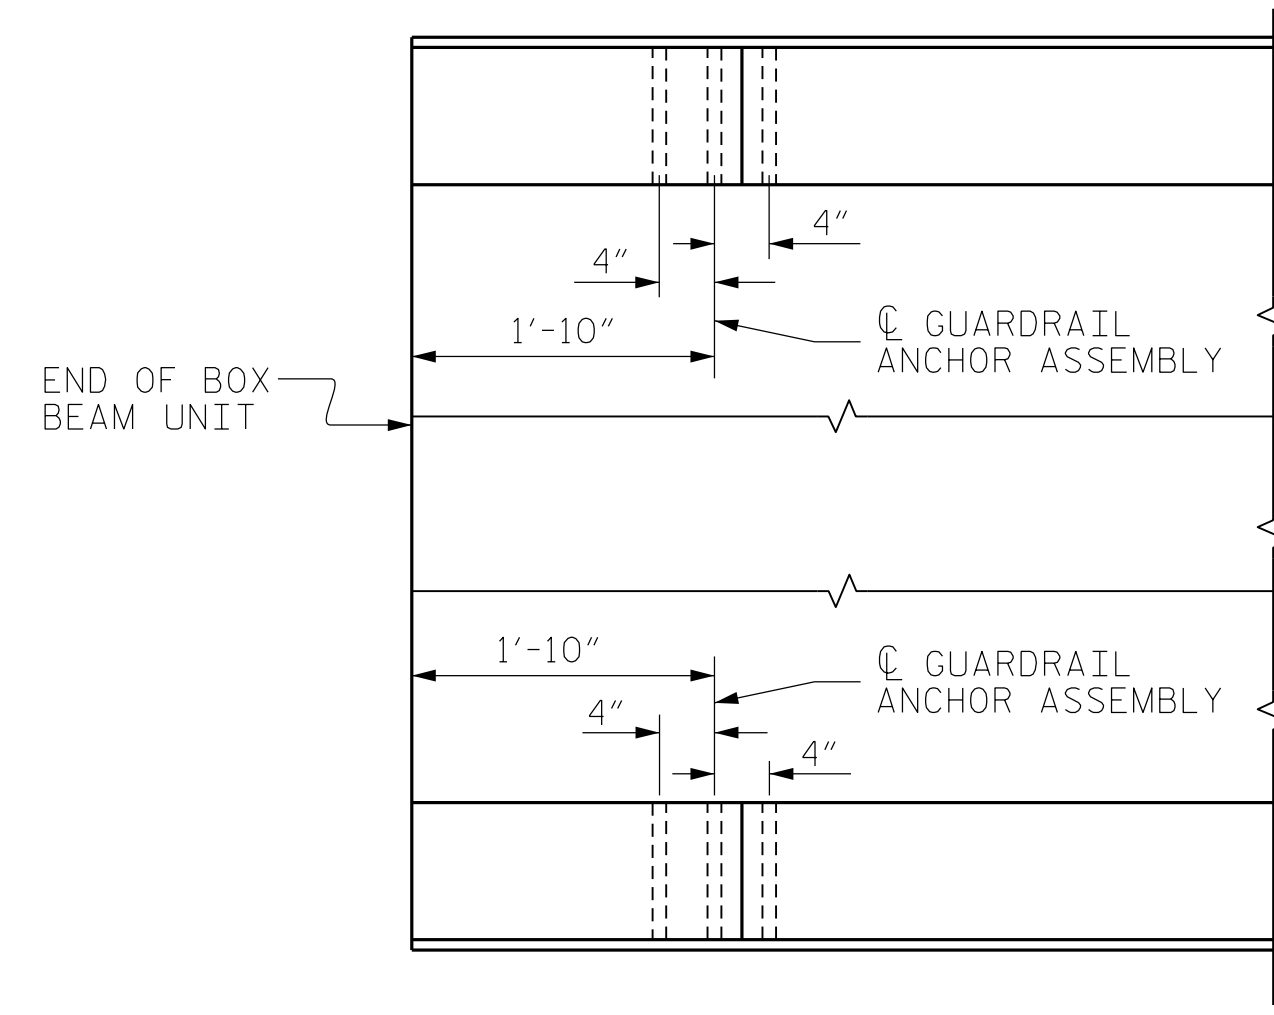 4"
4"
1'-10"
℄ GUARDRAIL
ANCHOR ASSEMBLY
END OF BOX
BEAM UNIT
1'-10"
℄ GUARDRAIL
ANCHOR ASSEMBLY
4"
4"